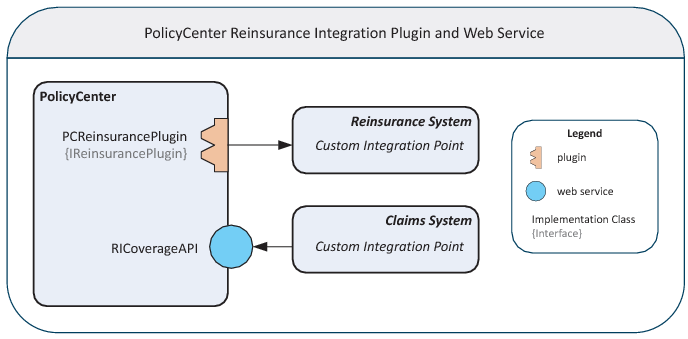 PolicyCenter Reinsurance Integration Plugin and Web Service
PolicyCenter
PCReinsurancePlugin
{IReinsurancePlugin}
RICoverageAPI
Reinsurance System
Custom Integration Point
Claims System
Custom Integration Point
Legend
plugin
web service
Implementation Class
{Interface}